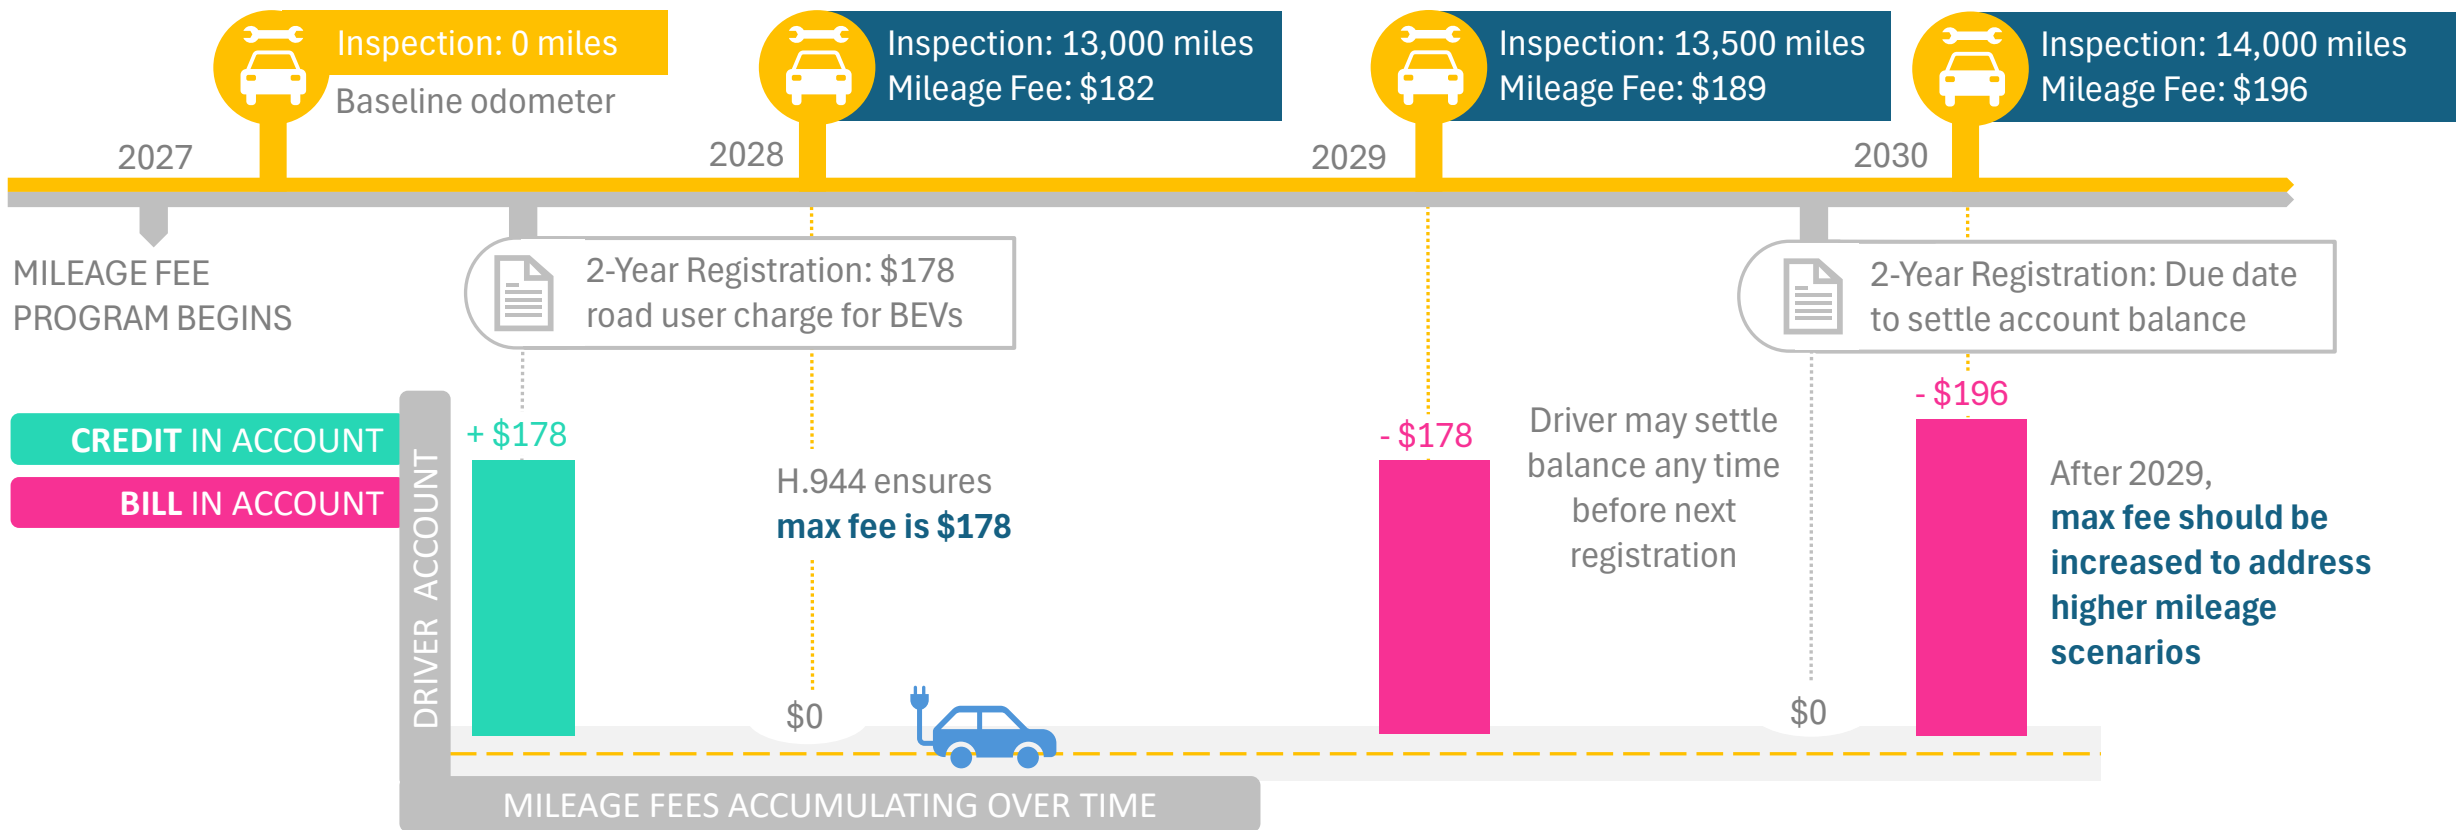 Inspection: 0 miles
Baseline odometer
Inspection: 13,000 miles
Mileage Fee: $182
Inspection: 13,500 miles
Mileage Fee: $189
Inspection: 14,000 miles
Mileage Fee: $196
2027
2028
2029
2030
MILEAGE FEE
PROGRAM BEGINS
2-Year Registration: $178
road user charge for BEVs
2-Year Registration: Due date
to settle account balance
CREDIT IN ACCOUNT
BILL IN ACCOUNT
DRIVER ACCOUNT
+ $178
H.944 ensures
max fee is $178
$0
- $178
Driver may settle
balance any time
before next
registration
$0
- $196
After 2029,
max fee should be
increased to address
higher mileage
scenarios
MILEAGE FEES ACCUMULATING OVER TIME